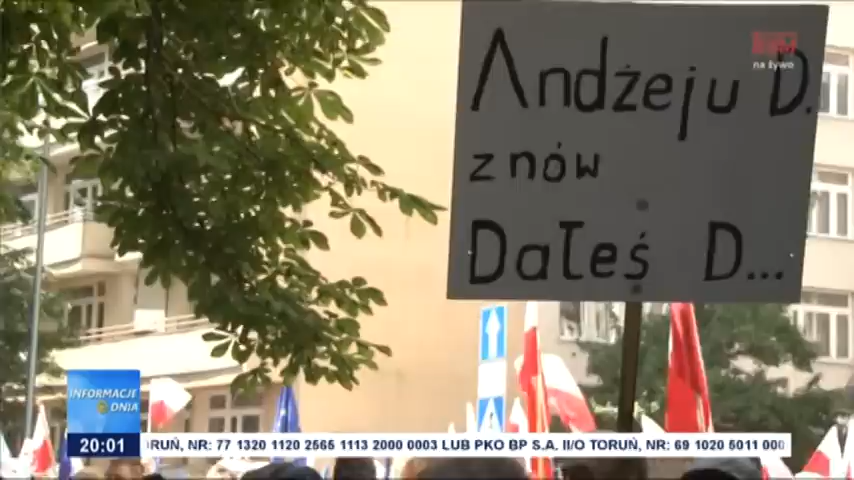 Andżeju D.
na żywo
znów
Dałeś D...
INFORMACJE
DNIA
20:01
TORUŃ, NR: 77 1320 1120 2565 1113 2000 0003 LUB PKO BP S.A. II/O TORUŃ, NR: 69 1020 5011 000